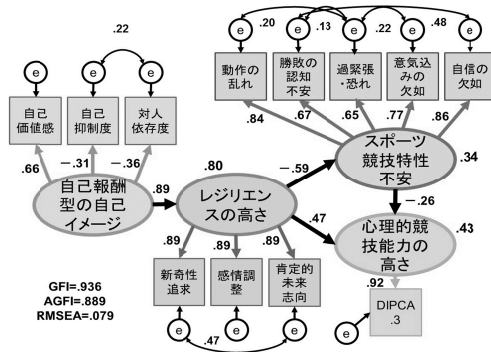 .22
.20
.13
.22
.48
e
e
e
e
e
e
e
e
動作の
乱れ
勝敗の
認知
不安
過緊張
・恐れ
意気込
みの
欠如
自信の
欠如
自己
価値感
自己
抑制度
対人
依存度
.84
.67
.65
.77
.86
.66
−.31
−.36
.80
−.59
スポーツ
競技特性
不安
.34
自己報酬
型の自己
イメージ
.89
レジリエ
ンスの高さ
.47
−.26
心理的競
技能力の
高さ
.43
.89
.89
.89
新奇性
追求
感情調
整
肯定的
未来
志向
.92
DIPCA
.3
GFI=.936
AGFI=.889
RMSEA=.079
e
e
e
e
.47